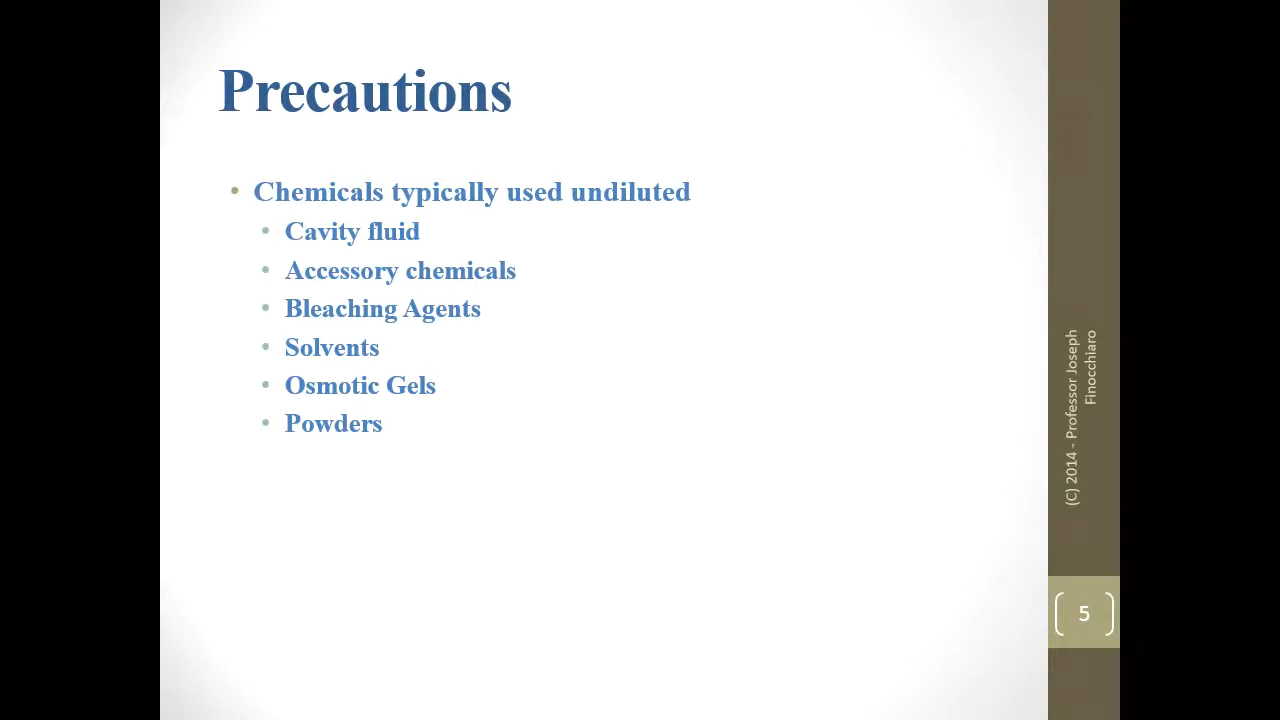 Precautions
• Chemicals typically used undiluted
• Cavity fluid
• Accessory chemicals
• Bleaching Agents
• Solvents
• Osmotic Gels
• Powders
(C) 2014 - Professor Joseph
Finocchiaro
5